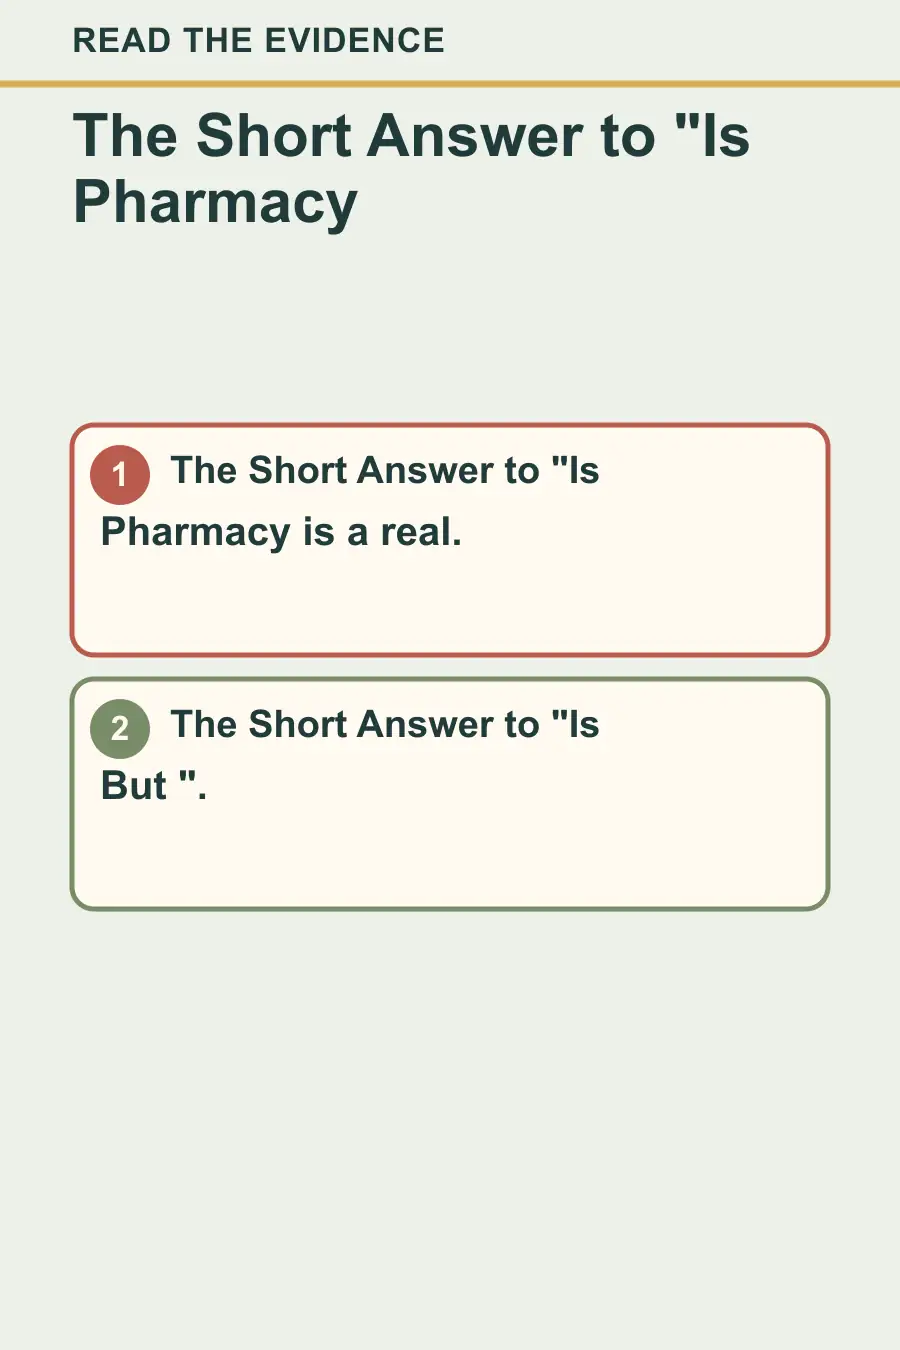 READ THE EVIDENCE
The Short Answer to "Is
Pharmacy
1 The Short Answer to "Is
Pharmacy is a real.
2 The Short Answer to "Is
But ".